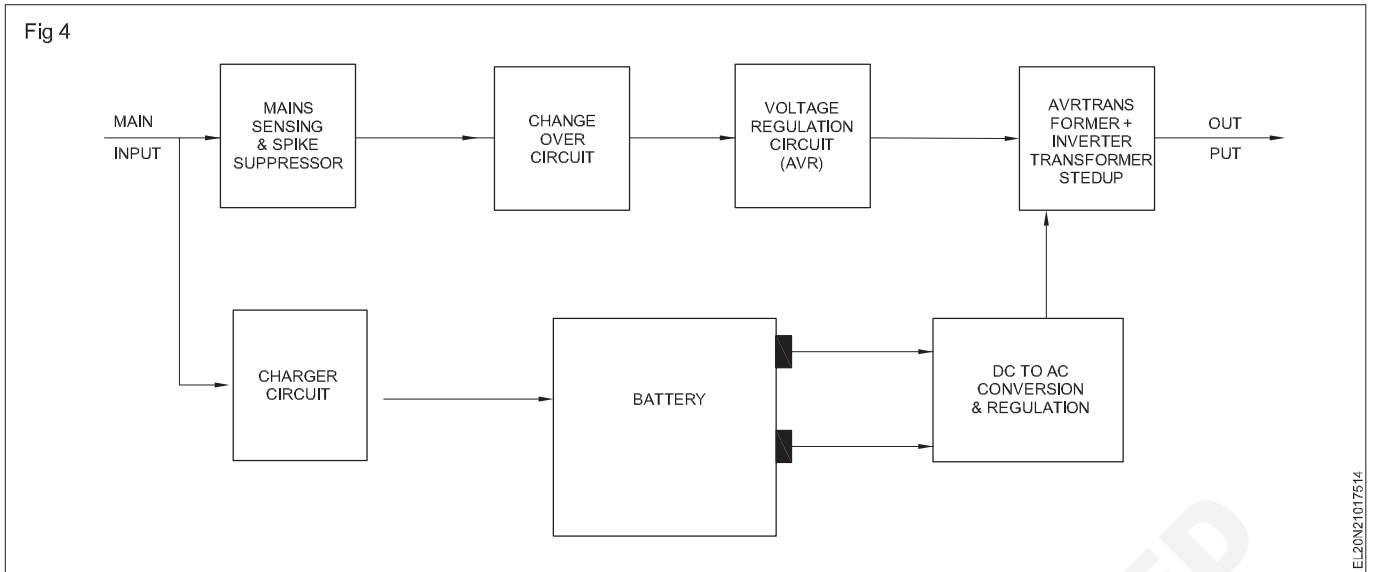 Fig 4
MAIN
INPUT
MAINS
SENSING
& SPIKE
SUPPRESSOR
CHANGE
OVER
CIRCUIT
VOLTAGE
REGULATION
CIRCUIT
(AVR)
AVRTRANS
FORMER +
INVERTER
TRANSFORMER
STEDUP
OUT
PUT
CHARGER
CIRCUIT
BATTERY
DC TO AC
CONVERSION
& REGULATION
EL20N21017514